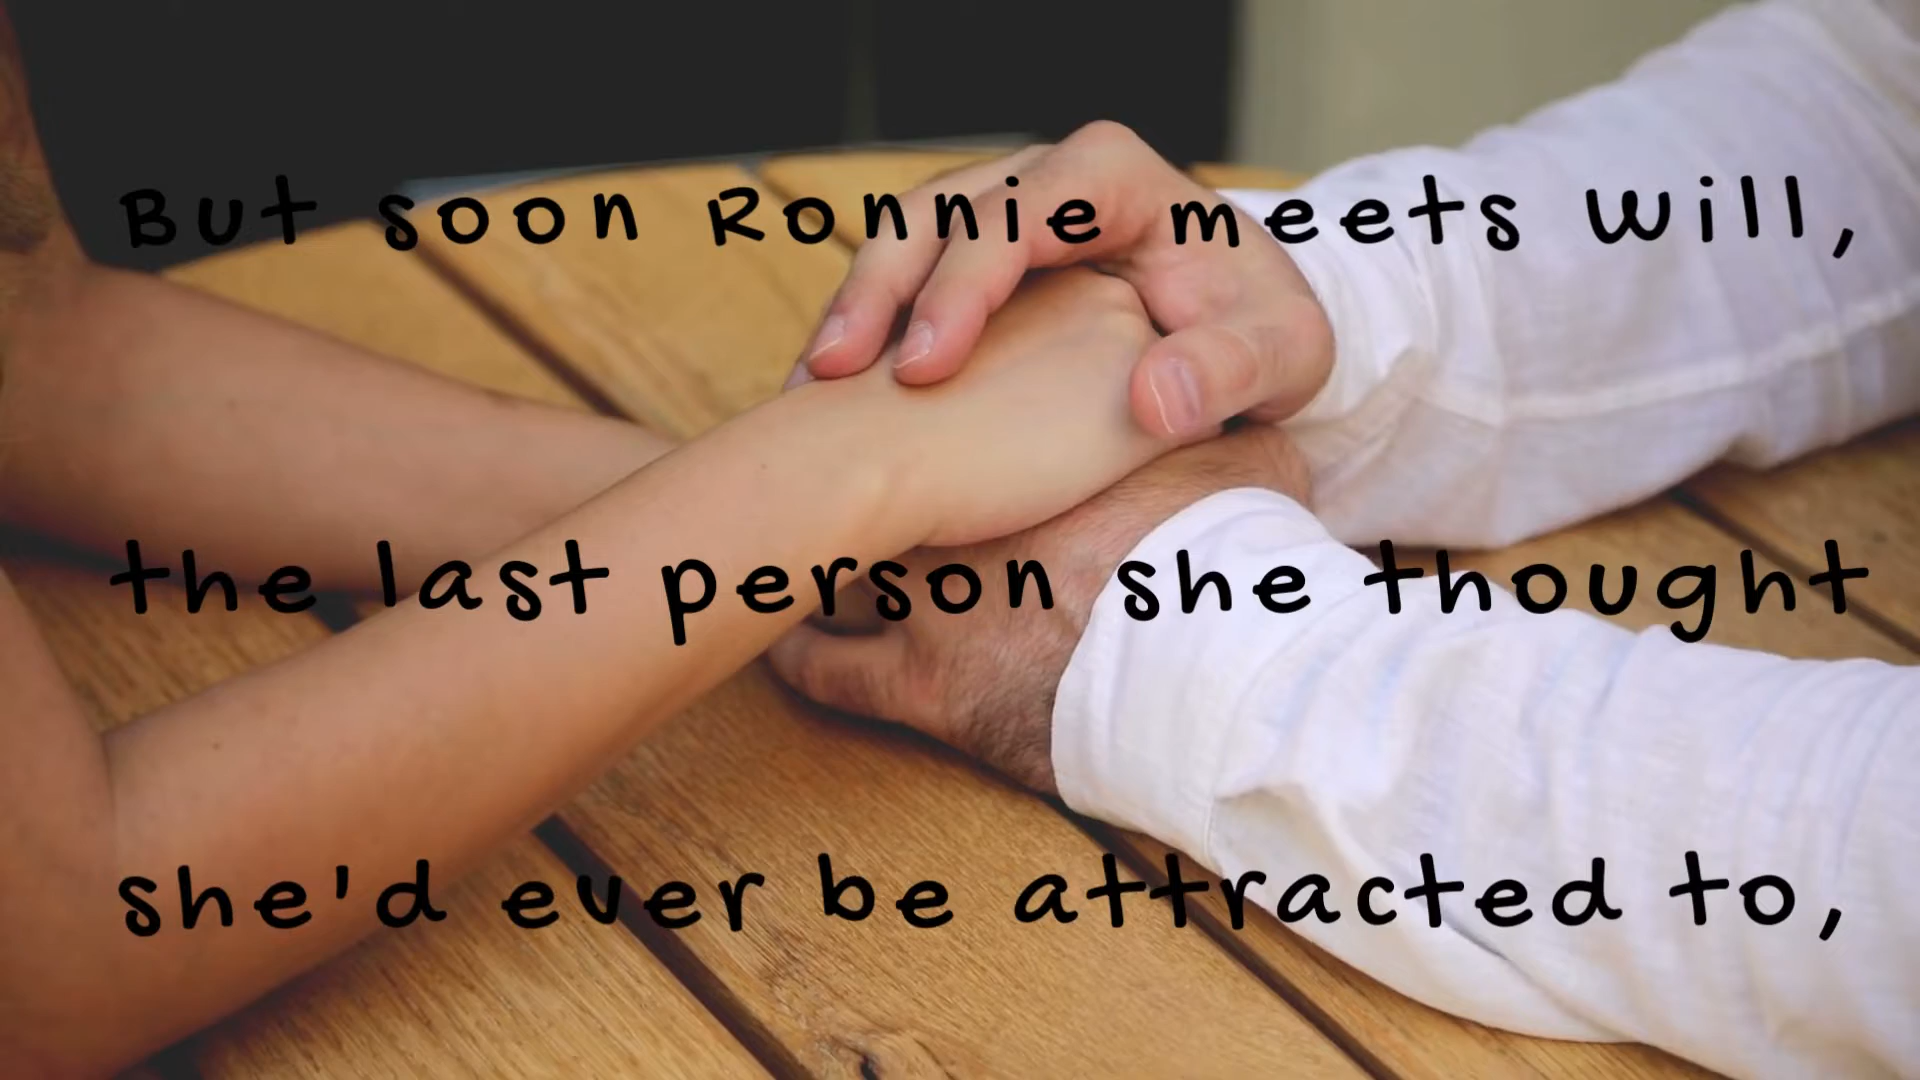 But soon Ronnie meets Will,
the last person she thought
she'd ever be attracted to,